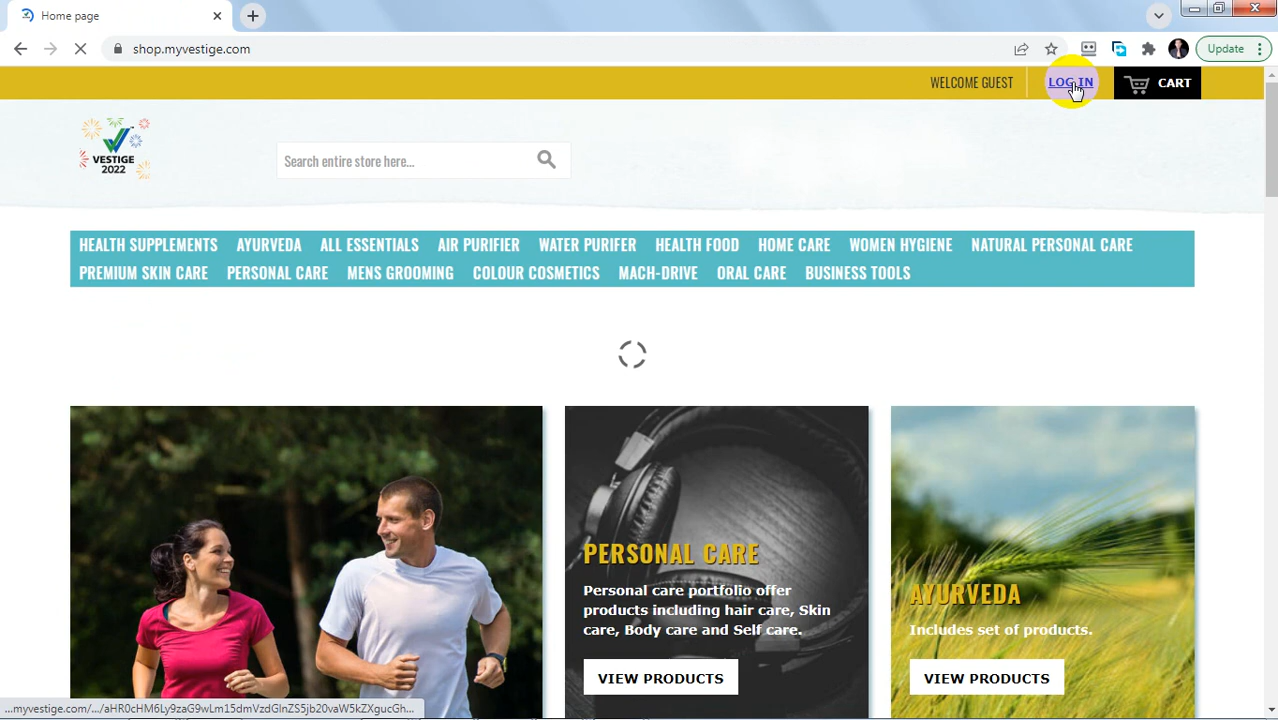 Home page
shop.myvestige.com
Update
WELCOME GUEST
LOG IN
CART
VESTIGE
2022
Search entire store here...
HEALTH SUPPLEMENTS AYURVEDA ALL ESSENTIALS AIR PURIFIER WATER PURIFER HEALTH FOOD HOME CARE WOMEN HYGIENE NATURAL PERSONAL CARE
PREMIUM SKIN CARE PERSONAL CARE MENS GROOMING COLOUR COSMETICS MACH-DRIVE ORAL CARE BUSINESS TOOLS
PERSONAL CARE
Personal care portfolio offer
products including hair care, Skin
care, Body care and Self care.
VIEW PRODUCTS
AYURVEDA
Includes set of products.
VIEW PRODUCTS